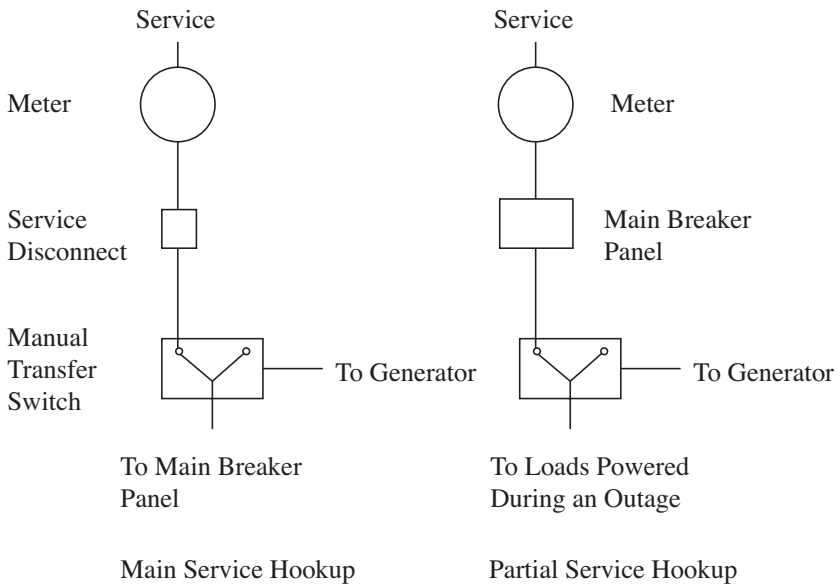 Service
Meter
Service
Disconnect
Manual
Transfer
Switch
To Generator
To Main Breaker
Panel
Main Service Hookup
Service
Meter
Main Breaker
Panel
To Generator
To Loads Powered
During an Outage
Partial Service Hookup